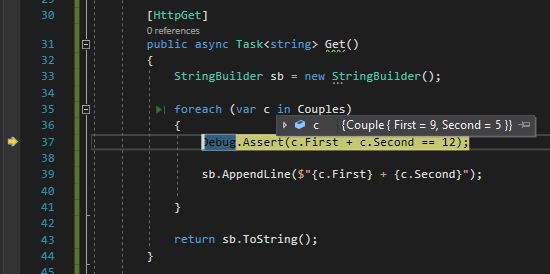 30 [HttpGet]
0 references
31 public async Task<string> Get()
32 {
33 StringBuilder sb = new StringBuilder();
34
35 foreach (var c in Couples)
36 {
c {Couple { First = 9, Second = 5 }}
37 Debug.Assert(c.First + c.Second == 12);
38
39 sb.AppendLine($"{c.First} + {c.Second}");
40
41 }
42
43 return sb.ToString();
44 }
45